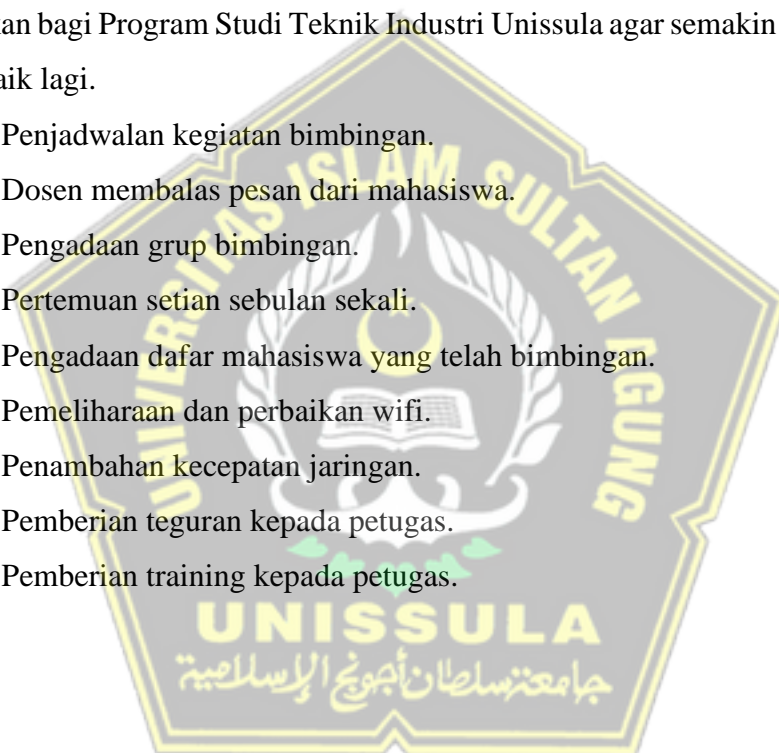 kan bagi Program Studi Teknik Industri Unissula agar semakin
aik lagi.
Penjadwalan kegiatan bimbingan.
Dosen membalas pesan dari mahasiswa.
Pengadaan grup bimbingan.
Pertemuan setian sebulan sekali.
Pengadaan dafar mahasiswa yang telah bimbingan.
Pemeliharaan dan perbaikan wifi.
Penambahan kecepatan jaringan.
Pemberian teguran kepada petugas.
Pemberian training kepada petugas.
UNIVERSITAS ISLAM SULTAN AGUNG
UNISSULA
جامعة سلطان أجونج الإسلامية